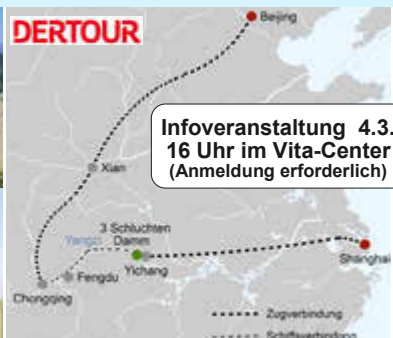 DERTOUR
Beijing
Infoveranstaltung 4.3.
16 Uhr im Vita-Center
(Anmeldung erforderlich)
Xian
3 Schluchten
Damm
Yangzi
Yichang
Fengdu
Shanghai
Chongqing
Zugverbindung
Schiffsverbindung